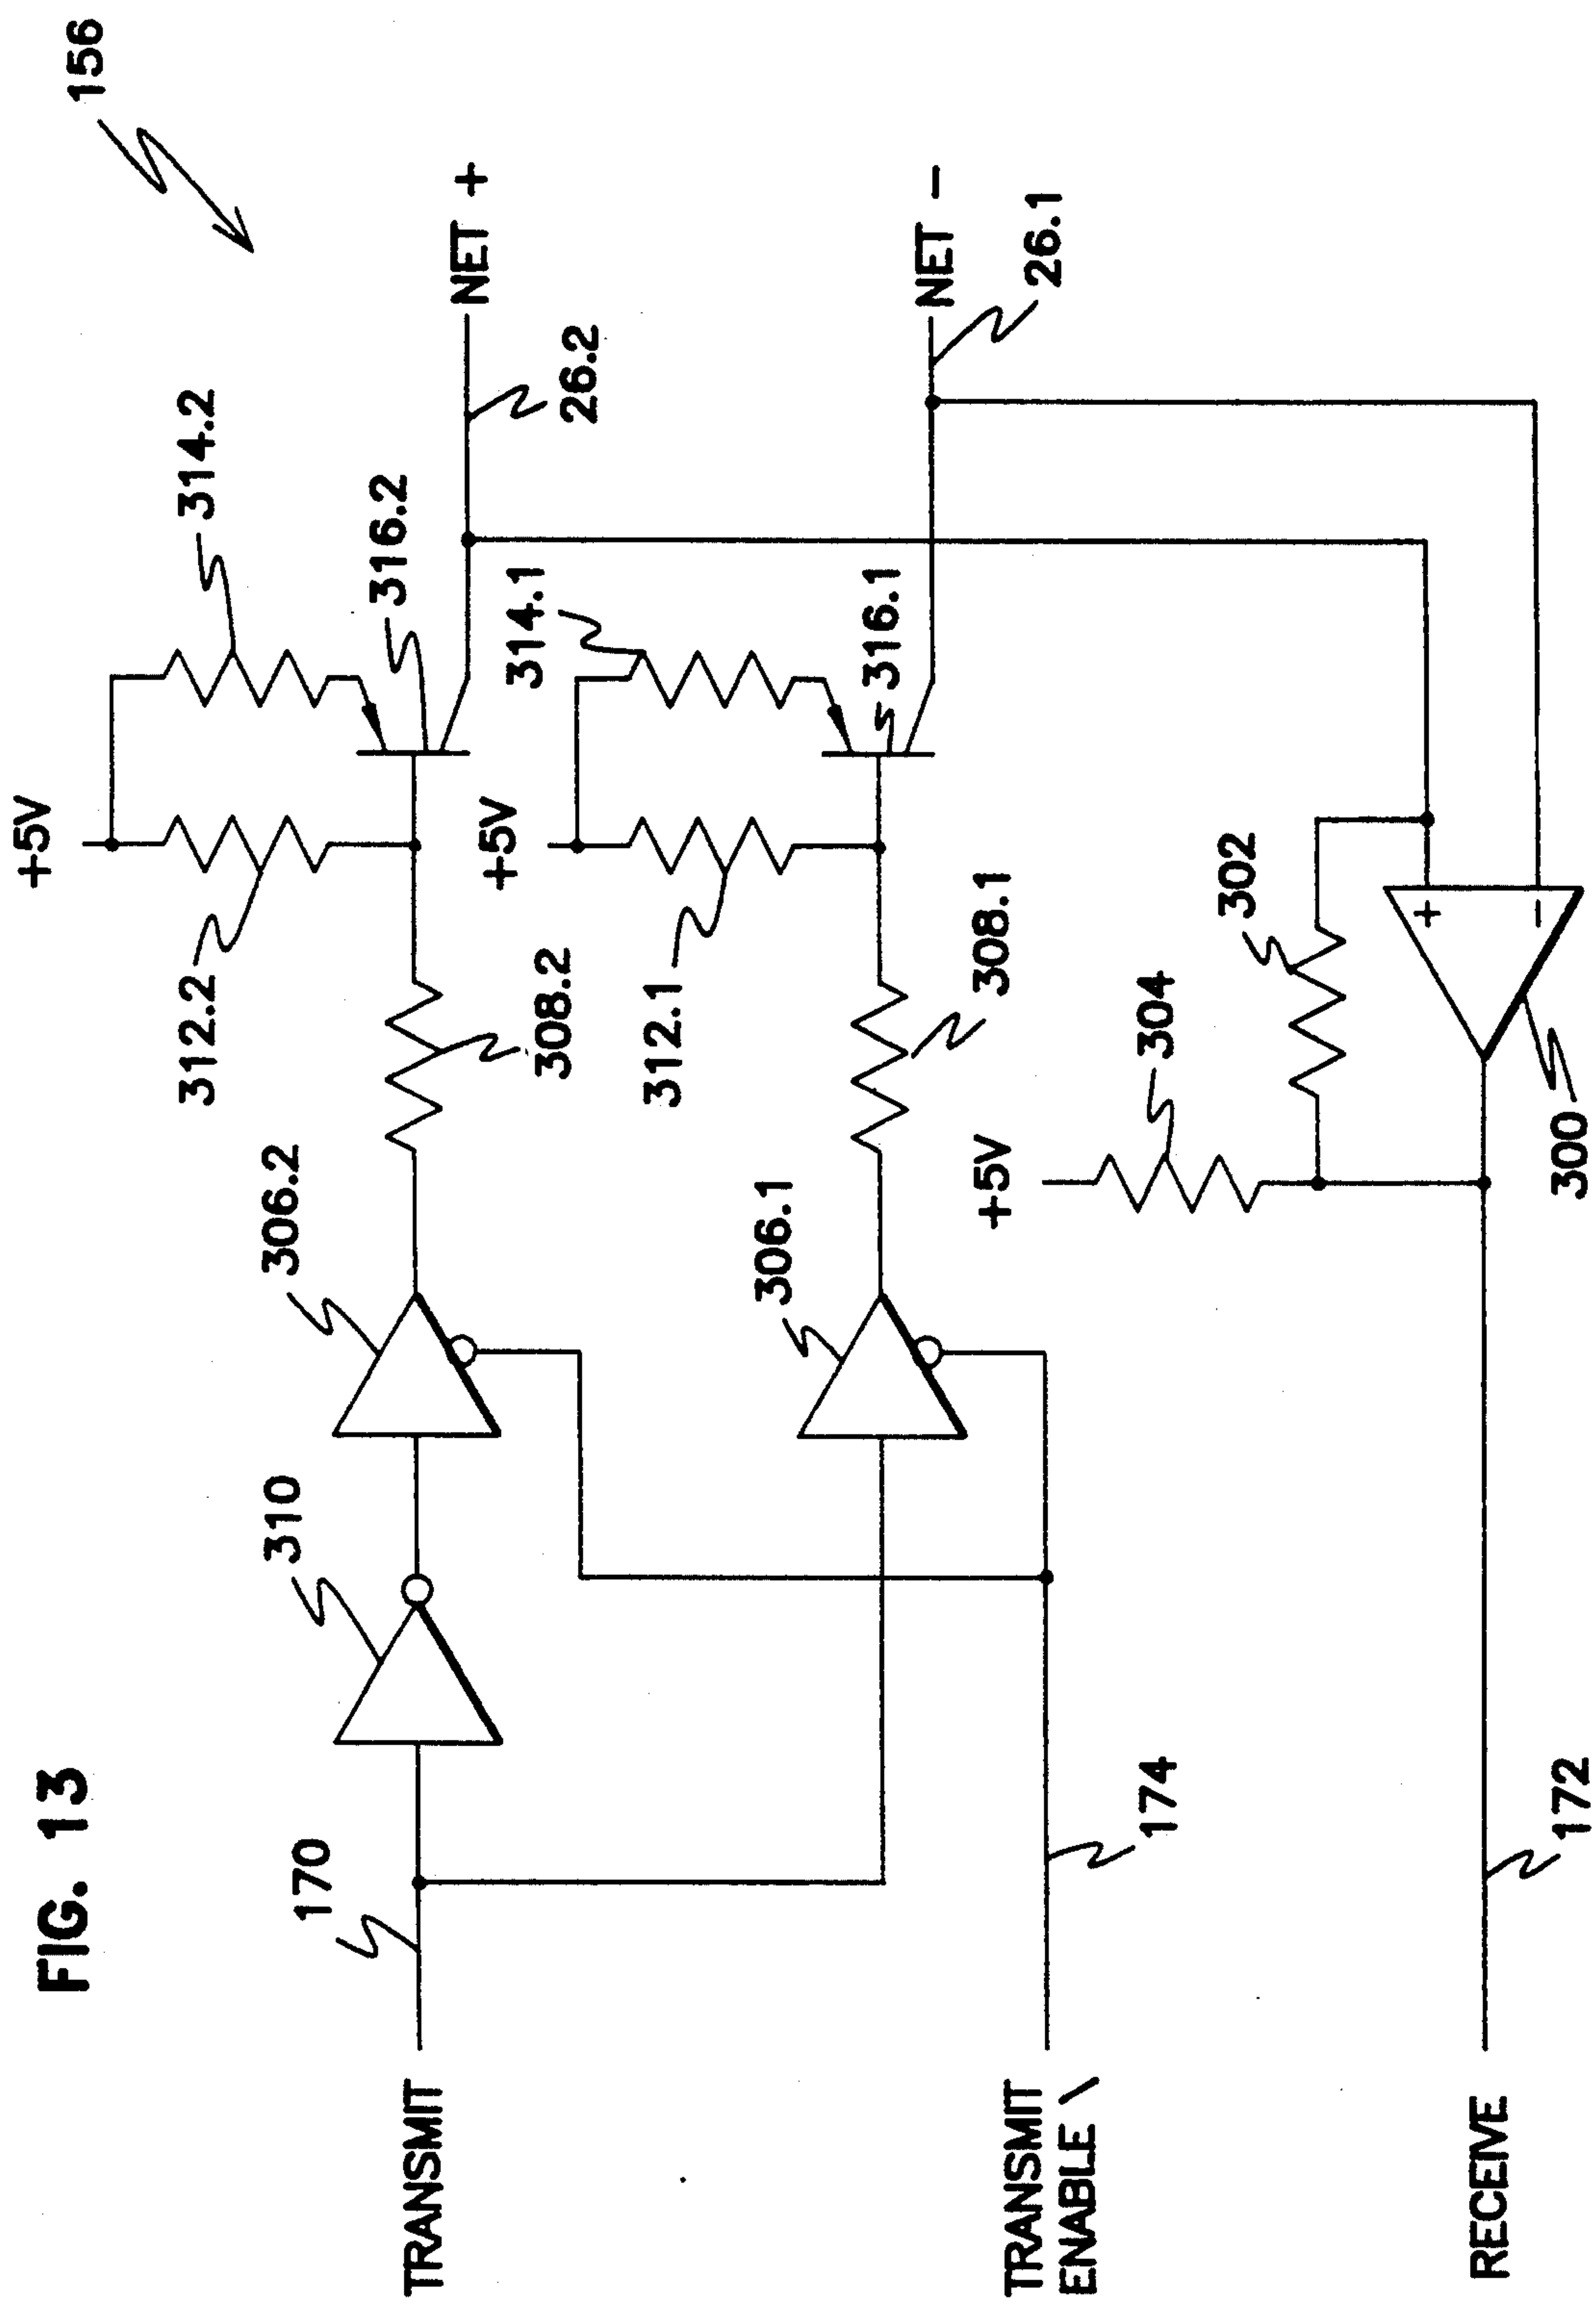 FIG. 13
156
+5V
314.2
312.2
316.2
NET +
26.2
308.2
306.2
310
170
TRANSMIT
+5V
314.1
312.1
316.1
NET -
26.1
308.1
306.1
TRANSMIT
ENABLE \
174
+5V
304
302
+
-
300
RECEIVE
172